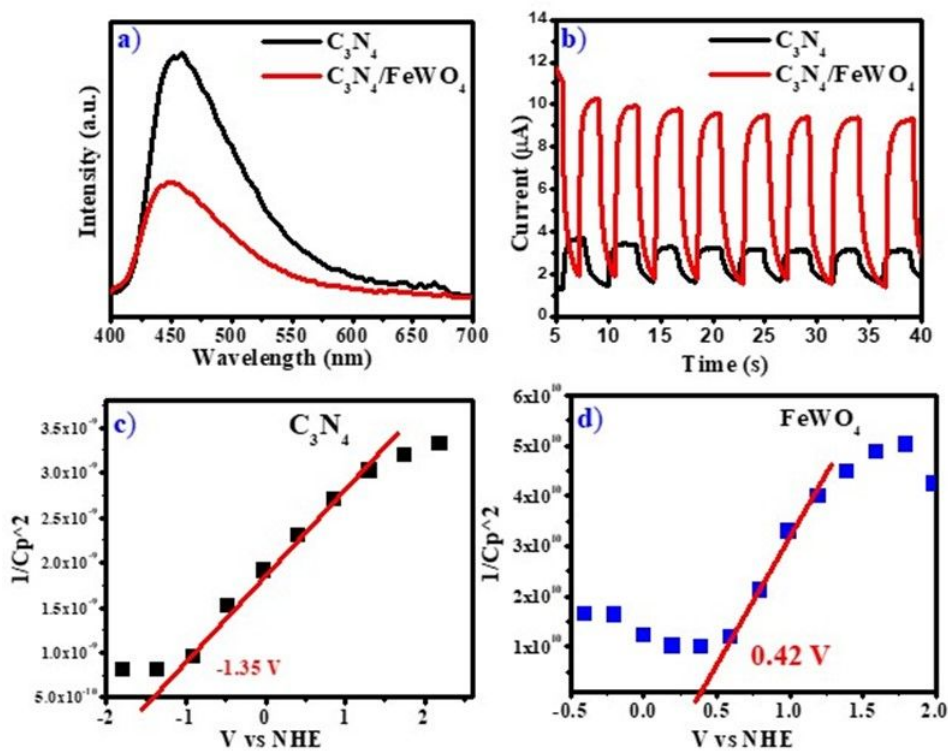 a)
C₃N₄
C₃N₄/FeWO₄
Intensity (a.u.)
400 450 500 550 600 650 700
Wavelength (nm)
b)
C₃N₄
C₃N₄/FeWO₄
Current (μA)
14
12
10
8
6
4
2
0
5 10 15 20 25 30 35 40
Time (s)
c)
C₃N₄
1/Cp^2
3.5x10⁻⁹
3.0x10⁻⁹
2.5x10⁻⁹
2.0x10⁻⁹
1.5x10⁻⁹
1.0x10⁻⁹
5.0x10⁻¹⁰
-1.35 V
-2 -1 0 1 2
V vs NHE
d)
FeWO₄
1/Cp^2
6x10¹⁰
5x10¹⁰
4x10¹⁰
3x10¹⁰
2x10¹⁰
1x10¹⁰
0.42 V
-0.5 0.0 0.5 1.0 1.5 2.0
V vs NHE